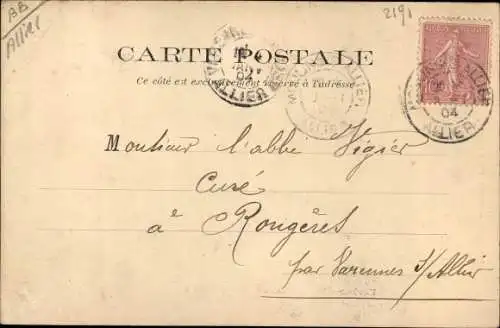 AB
Allier
2191
CARTE POSTALE
Ce côté est exclusivement réservé à l'adresse
ALLIER
04
ALLIER
Monsieur l'abbé Vigier
Curé
à Rongères
par Varennes s/Allier